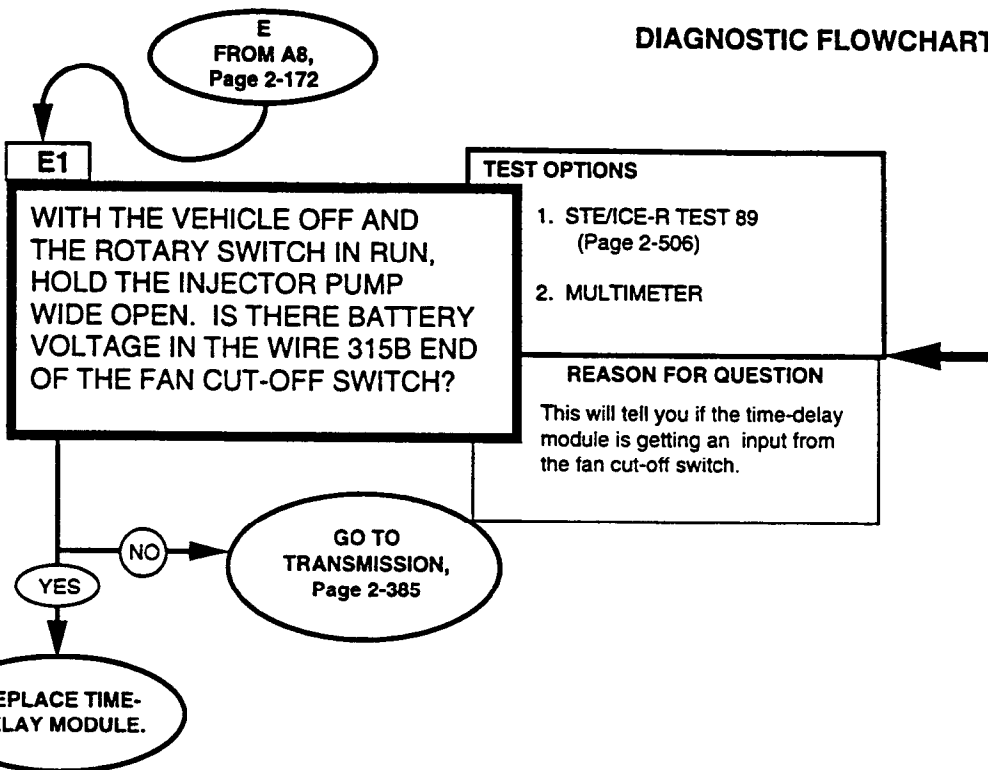 DIAGNOSTIC FLOWCHART
E
FROM A8,
Page 2-172
E1
WITH THE VEHICLE OFF AND
THE ROTARY SWITCH IN RUN,
HOLD THE INJECTOR PUMP
WIDE OPEN. IS THERE BATTERY
VOLTAGE IN THE WIRE 315B END
OF THE FAN CUT-OFF SWITCH?
TEST OPTIONS
1. STE/ICE-R TEST 89
(Page 2-506)
2. MULTIMETER
REASON FOR QUESTION
This will tell you if the time-delay
module is getting an input from
the fan cut-off switch.
NO
GO TO
TRANSMISSION,
Page 2-385
YES
EPLACE TIME-
ELAY MODULE.